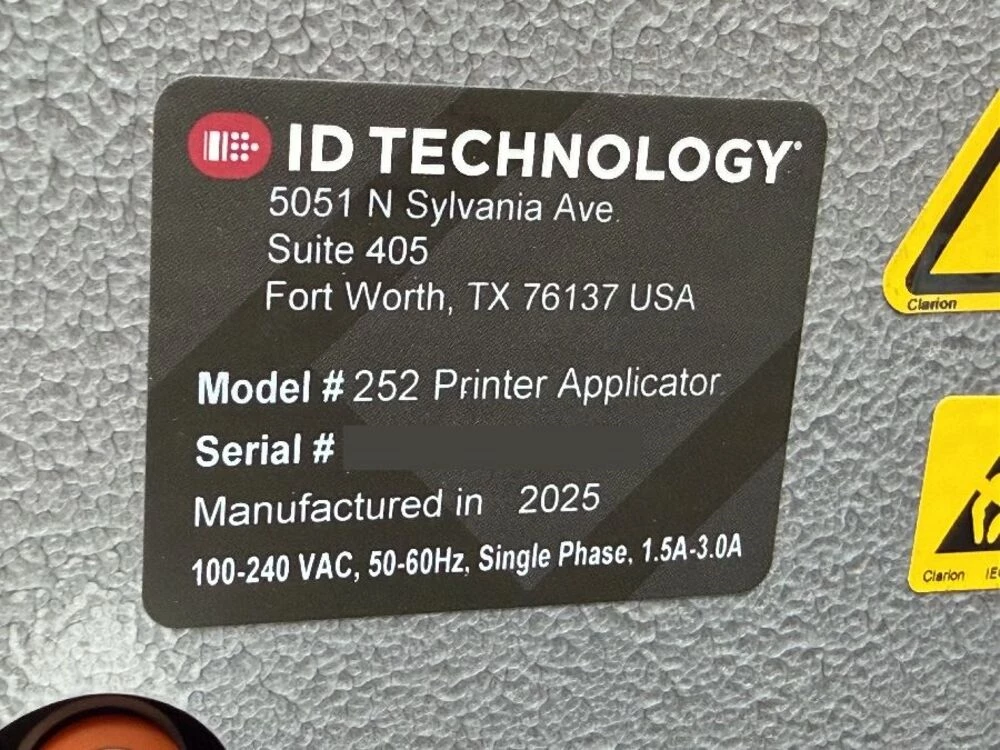 ID TECHNOLOGY
5051 N Sylvania Ave.
Suite 405
Fort Worth, TX 76137 USA
Model # 252 Printer Applicator
Serial #
Manufactured in 2025
100-240 VAC, 50-60Hz, Single Phase, 1.5A-3.0A
Clarion
Clarion